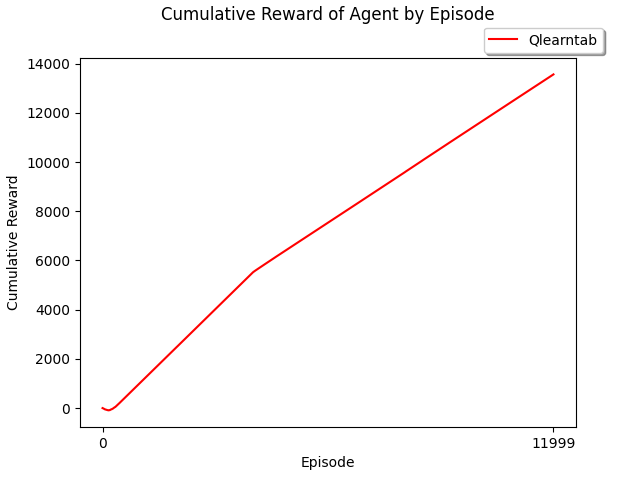 Cumulative Reward of Agent by Episode
Qlearntab
14000
12000
10000
8000
6000
4000
2000
0
Cumulative Reward
0 11999
Episode